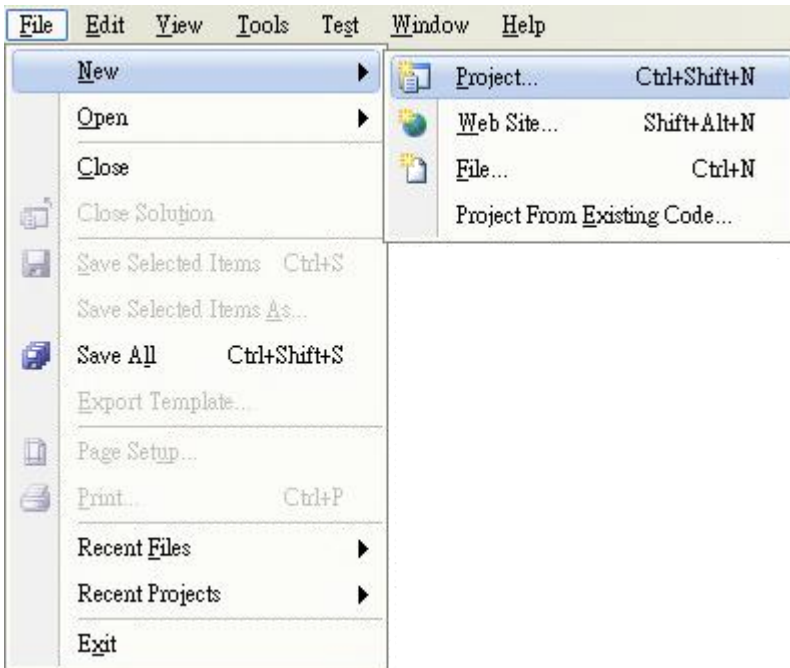 File Edit View Tools Test Window Help
New
Open
Close
Close Solution
Save Selected Items Ctrl+S
Save Selected Items As...
Save All Ctrl+Shift+S
Export Template...
Page Setup...
Print... Ctrl+P
Recent Files
Recent Projects
Exit
Project... Ctrl+Shift+N
Web Site... Shift+Alt+N
File... Ctrl+N
Project From Existing Code...